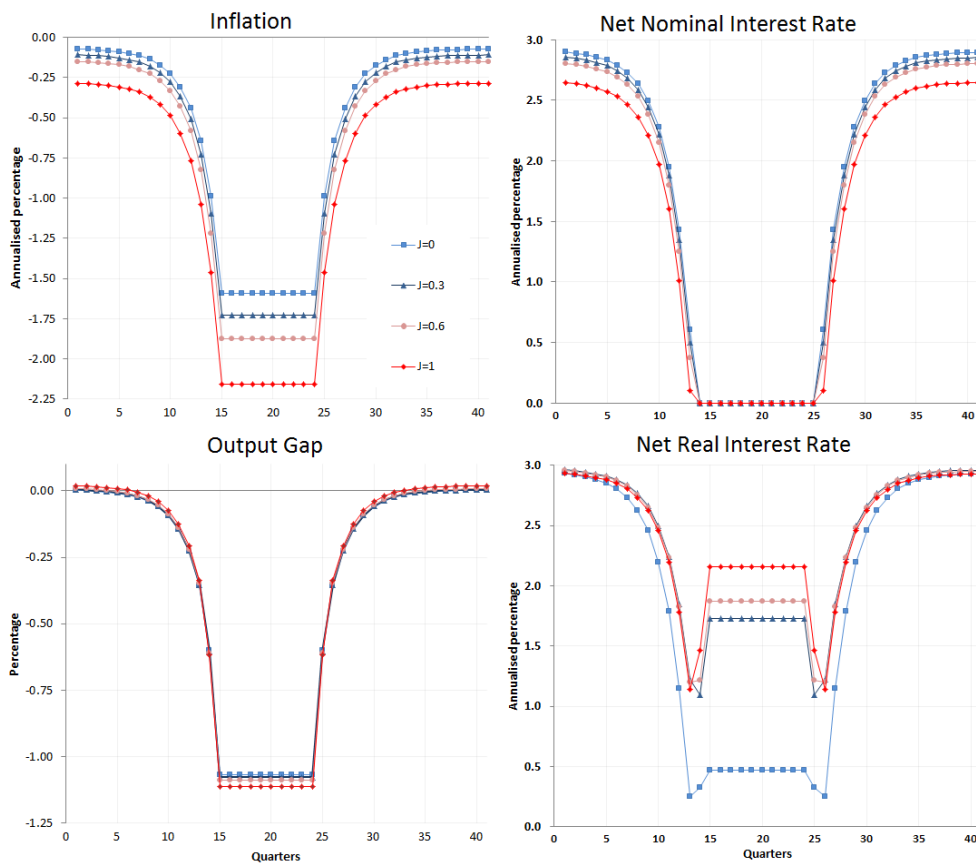 Inflation
0.00
-0.25
-0.50
-0.75
-1.00
-1.25
-1.50
-1.75
-2.00
-2.25
Annualised percentage
0 5 10 15 20 25 30 35 40
J=0
J=0.3
J=0.6
J=1
Net Nominal Interest Rate
3.0
2.5
2.0
1.5
1.0
0.5
0.0
Annualised percentage
0 5 10 15 20 25 30 35 40
Output Gap
0.00
-0.25
-0.50
-0.75
-1.00
-1.25
Percentage
0 5 10 15 20 25 30 35 40
Quarters
Net Real Interest Rate
3.0
2.5
2.0
1.5
1.0
0.5
0.0
Annualised percentage
0 5 10 15 20 25 30 35 40
Quarters